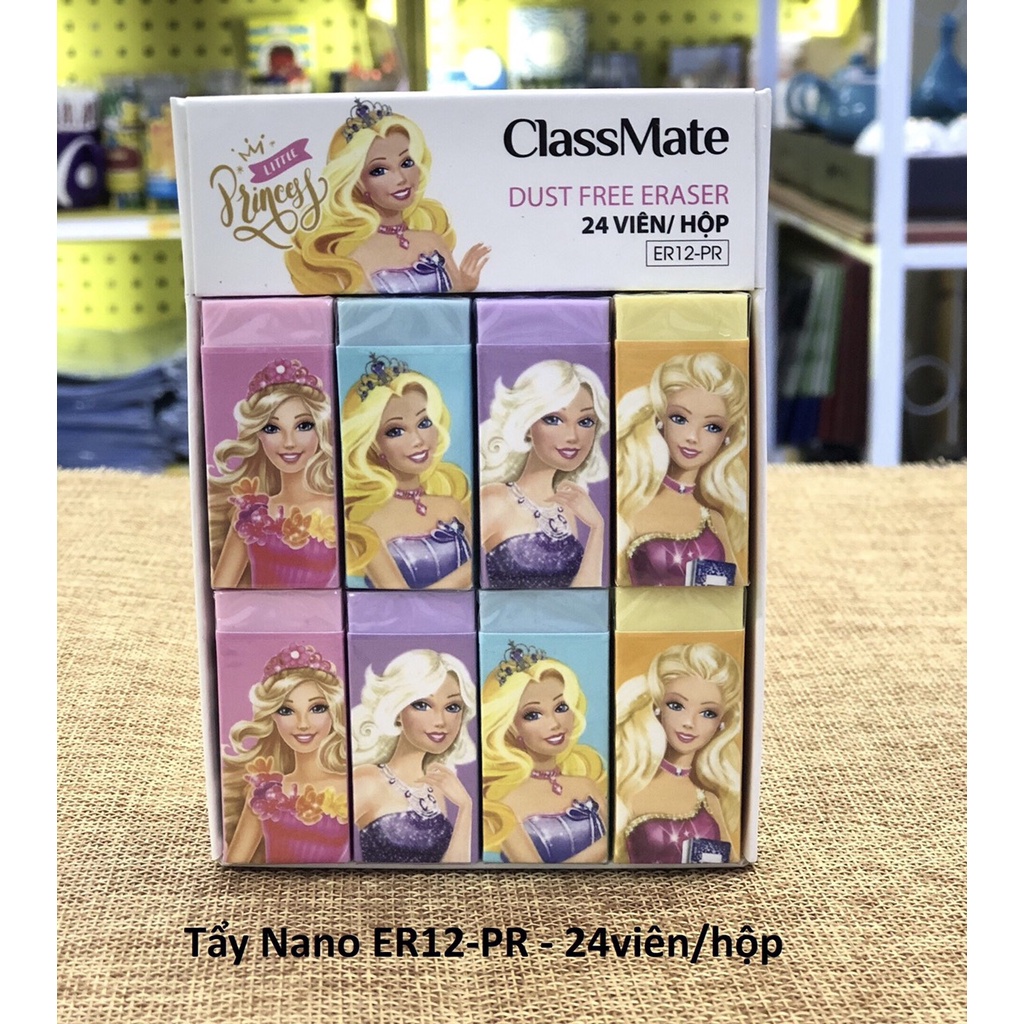 LITTLE
Princess
ClassMate
DUST FREE ERASER
24 VIÊN/ HỘP
ER12-PR
Tẩy Nano ER12-PR - 24viên/hộp